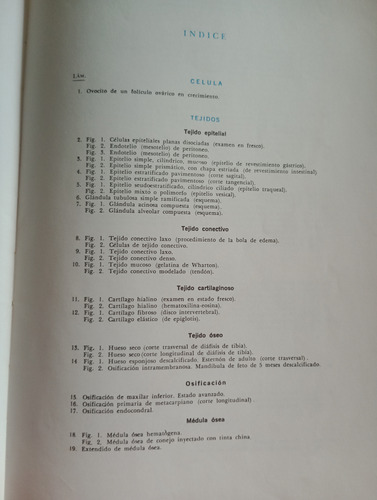 INDICE
LÁM.
CÉLULA
1. Ovocito de un folículo ovárico en crecimiento.
TEJIDOS
Tejido epitelial
2. Fig. 1. Células epiteliales planas disociadas (examen en fresco).
Fig. 2. Endotelio (mesotelio) de peritoneo.
Fig. 3. Endotelio (mesotelio) de peritoneo.
3. Fig. 1. Epitelio simple, cilíndrico, mucoso (epitelio de revestimiento gástrico).
Fig. 2. Epitelio simple prismático, con chapa estriada (de revestimiento intestinal).
4. Fig. 1. Epitelio estratificado pavimentoso (corte sagital).
Fig. 2. Epitelio estratificado pavimentoso (corte tangencial).
5. Fig. 1. Epitelio seudoestratificado, cilíndrico ciliado (epitelio traqueal).
Fig. 2. Epitelio mixto o polimorfo (epitelio vesical).
6. Glándula tubulosa simple ramificada (esquema).
7. Fig. 1. Glándula acinosa compuesta (esquema).
Fig. 2. Glándula alveolar compuesta (esquema).
Tejido conectivo
8. Fig. 1. Tejido conectivo laxo (procedimiento de la bola de edema).
Fig. 2. Células de tejido conectivo.
9. Fig. 1. Tejido conectivo laxo.
Fig. 2. Tejido conectivo denso.
10. Fig. 1. Tejido mucoso (gelatina de Wharton).
Fig. 2. Tejido conectivo modelado (tendón).
Tejido cartilaginoso
11. Fig. 1. Cartílago hialino (examen en estado fresco).
Fig. 2. Cartílago hialino (hematoxilina-eosina).
12. Fig. 1. Cartílago fibroso (disco intervertebral).
Fig. 2. Cartílago elástico (de epiglotis).
Tejido óseo
13. Fig. 1. Hueso seco (corte trasversal de diáfisis de tibia).
Fig. 2. Hueso seco (corte longitudinal de diáfisis de tibia).
14 Fig. 1. Hueso esponjoso descalcificado. Esternón de adulto (corte trasversal).
Fig. 2. Osificación intramembranosa. Mandíbula de feto de 5 meses descalcificado.
Osificación
15. Osificación de maxilar inferior. Estado avanzado.
16. Osificación primaria de metacarpiano (corte longitudinal).
17. Osificación endocondral.
Médula ósea
18. Fig. 1. Médula ósea hemanógena.
Fig. 2. Médula ósea de conejo inyectado con tinta china.
19. Extendido de médula ósea.